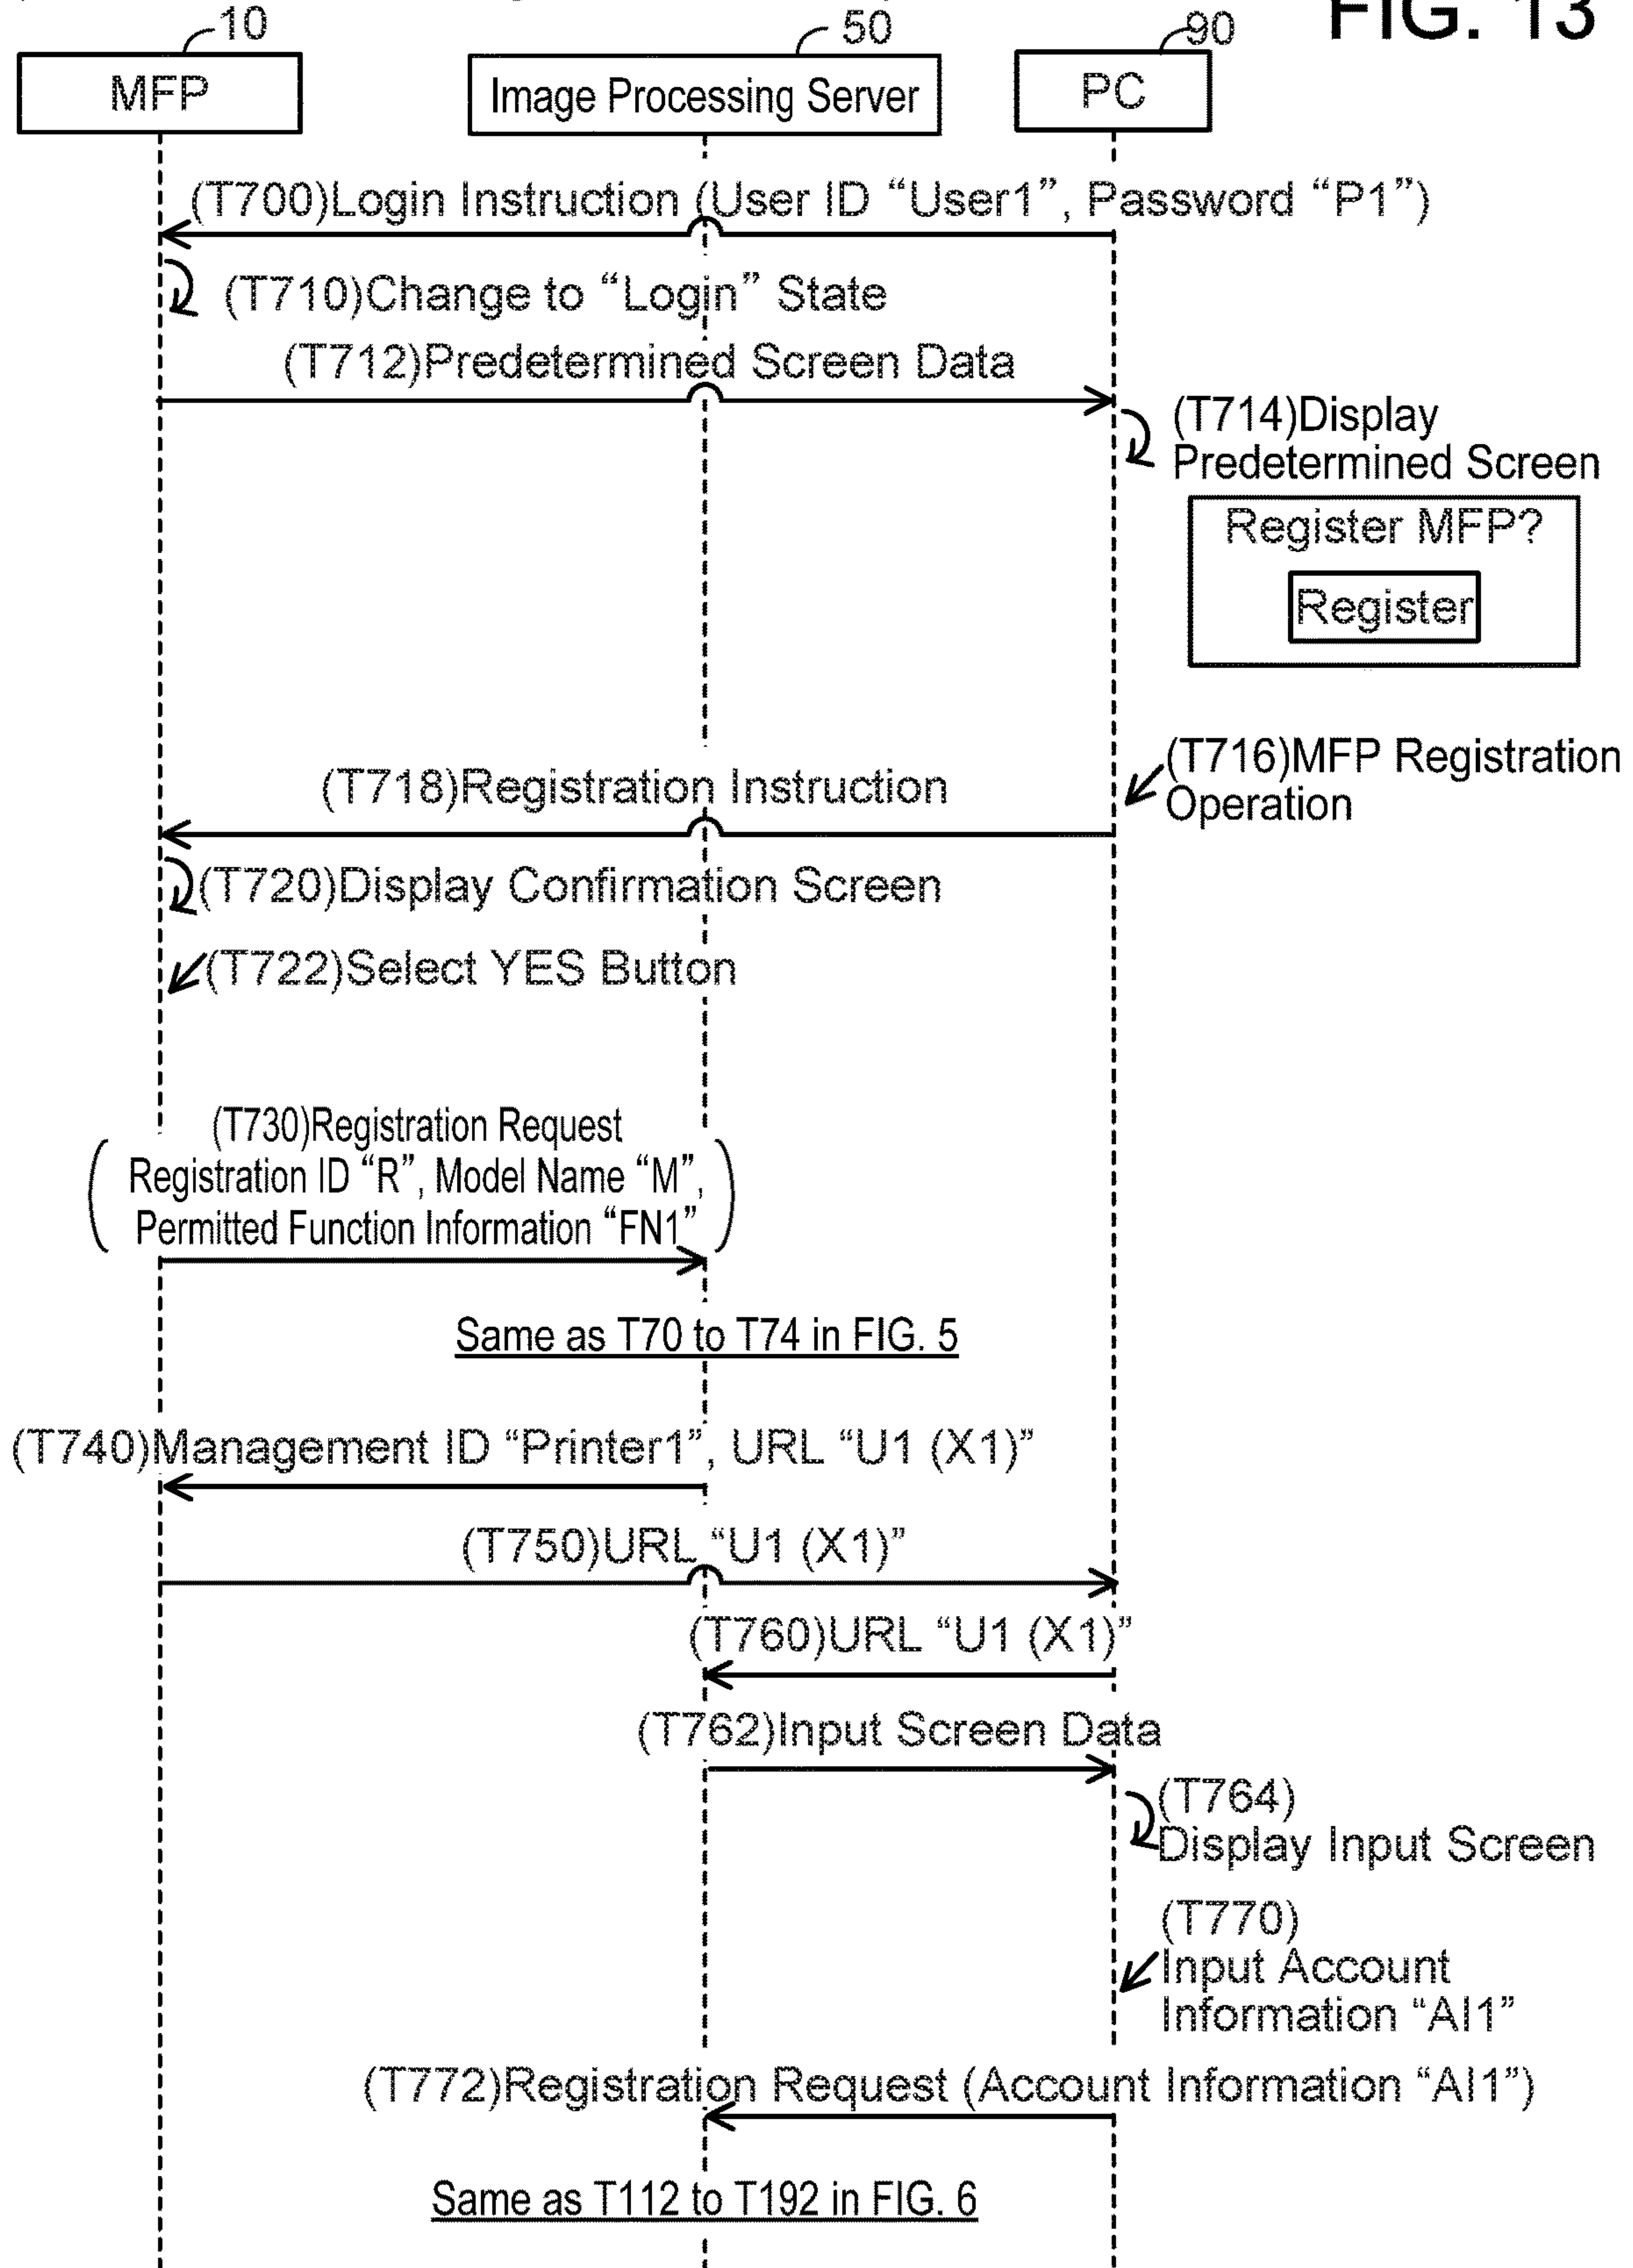 FIG. 13
10
50
90
MFP
Image Processing Server
PC
(T700)Login Instruction (User ID “User1”, Password “P1”)
(T710)Change to “Login” State
(T712)Predetermined Screen Data
(T714)Display
Predetermined Screen
Register MFP?
Register
(T716)MFP Registration
Operation
(T718)Registration Instruction
(T720)Display Confirmation Screen
(T722)Select YES Button
(T730)Registration Request
Registration ID “R”, Model Name “M”,
Permitted Function Information “FN1”
Same as T70 to T74 in FIG. 5
(T740)Management ID “Printer1”, URL “U1 (X1)”
(T750)URL “U1 (X1)”
(T760)URL “U1 (X1)”
(T762)Input Screen Data
(T764)
Display Input Screen
(T770)
Input Account
Information “AI1”
(T772)Registration Request (Account Information “AI1”)
Same as T112 to T192 in FIG. 6